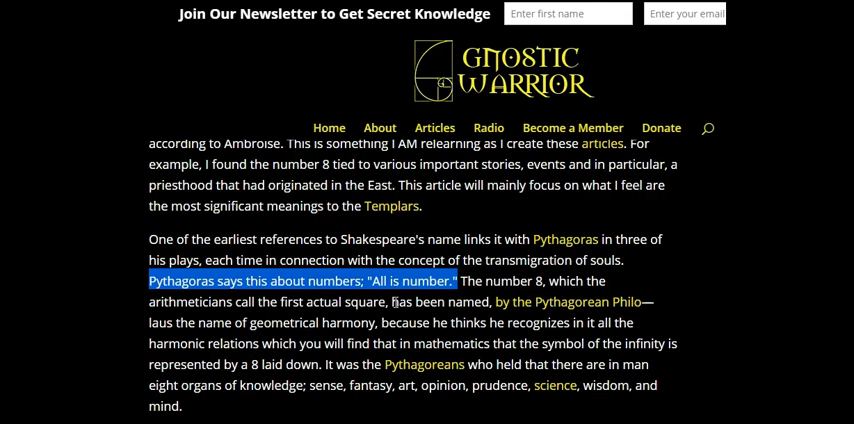 Join Our Newsletter to Get Secret Knowledge Enter first name Enter your email
GNOSTIC
WARRIOR
Home About Articles Radio Become a Member Donate
according to Ambroise. This is something I AM relearning as I create these articles. For
example, I found the number 8 tied to various important stories, events and in particular, a
priesthood that had originated in the East. This article will mainly focus on what I feel are
the most significant meanings to the Templars.
One of the earliest references to Shakespeare's name links it with Pythagoras in three of
his plays, each time in connection with the concept of the transmigration of souls.
Pythagoras says this about numbers; "All is number." The number 8, which the
arithmeticians call the first actual square, has been named, by the Pythagorean Philo—
laus the name of geometrical harmony, because he thinks he recognizes in it all the
harmonic relations which you will find that in mathematics that the symbol of the infinity is
represented by a 8 laid down. It was the Pythagoreans who held that there are in man
eight organs of knowledge; sense, fantasy, art, opinion, prudence, science, wisdom, and
mind.